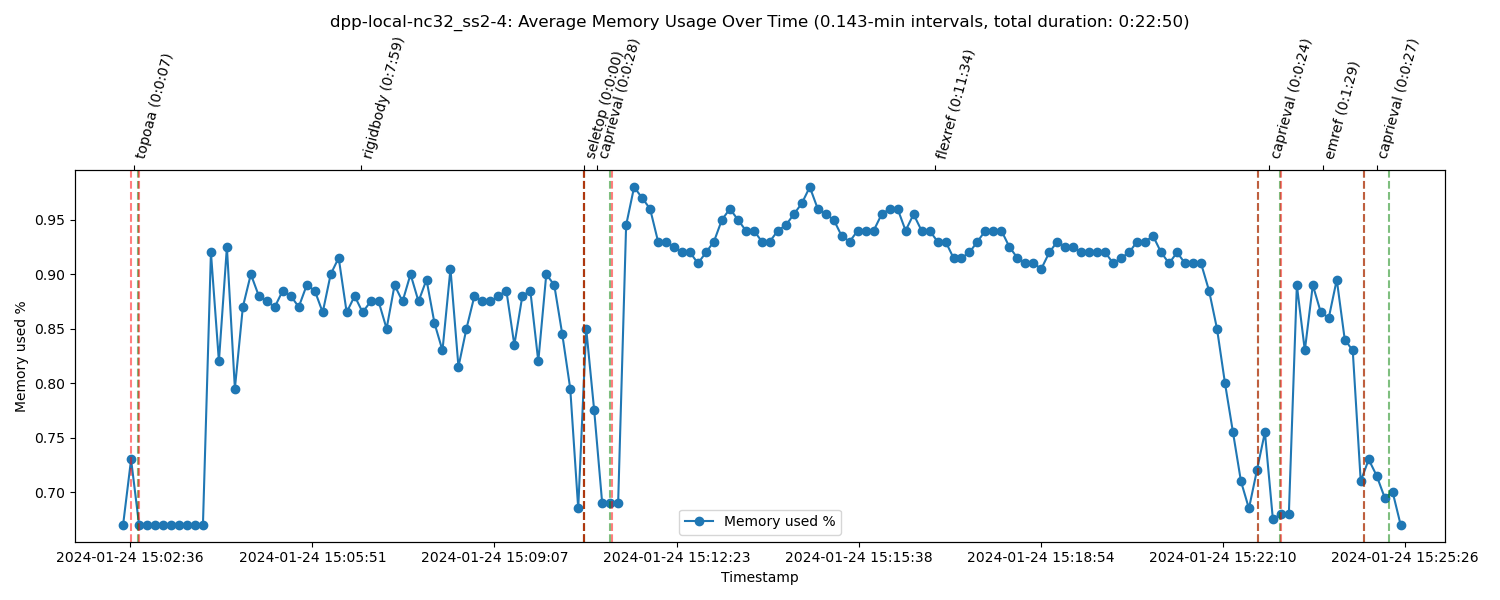 dpp-local-nc32_ss2-4: Average Memory Usage Over Time (0.143-min intervals, total duration: 0:22:50)
topoaa (0:0:07)
rigidbody (0:7:59)
seletop (0:0:00)
caprieval (0:0:28)
flexref (0:11:34)
caprieval (0:0:24)
emref (0:1:29)
caprieval (0:0:27)
Memory used %
0.95
0.90
0.85
0.80
0.75
0.70
Memory used %
2024-01-24 15:02:36
2024-01-24 15:05:51
2024-01-24 15:09:07
2024-01-24 15:12:23
2024-01-24 15:15:38
2024-01-24 15:18:54
2024-01-24 15:22:10
2024-01-24 15:25:26
Timestamp